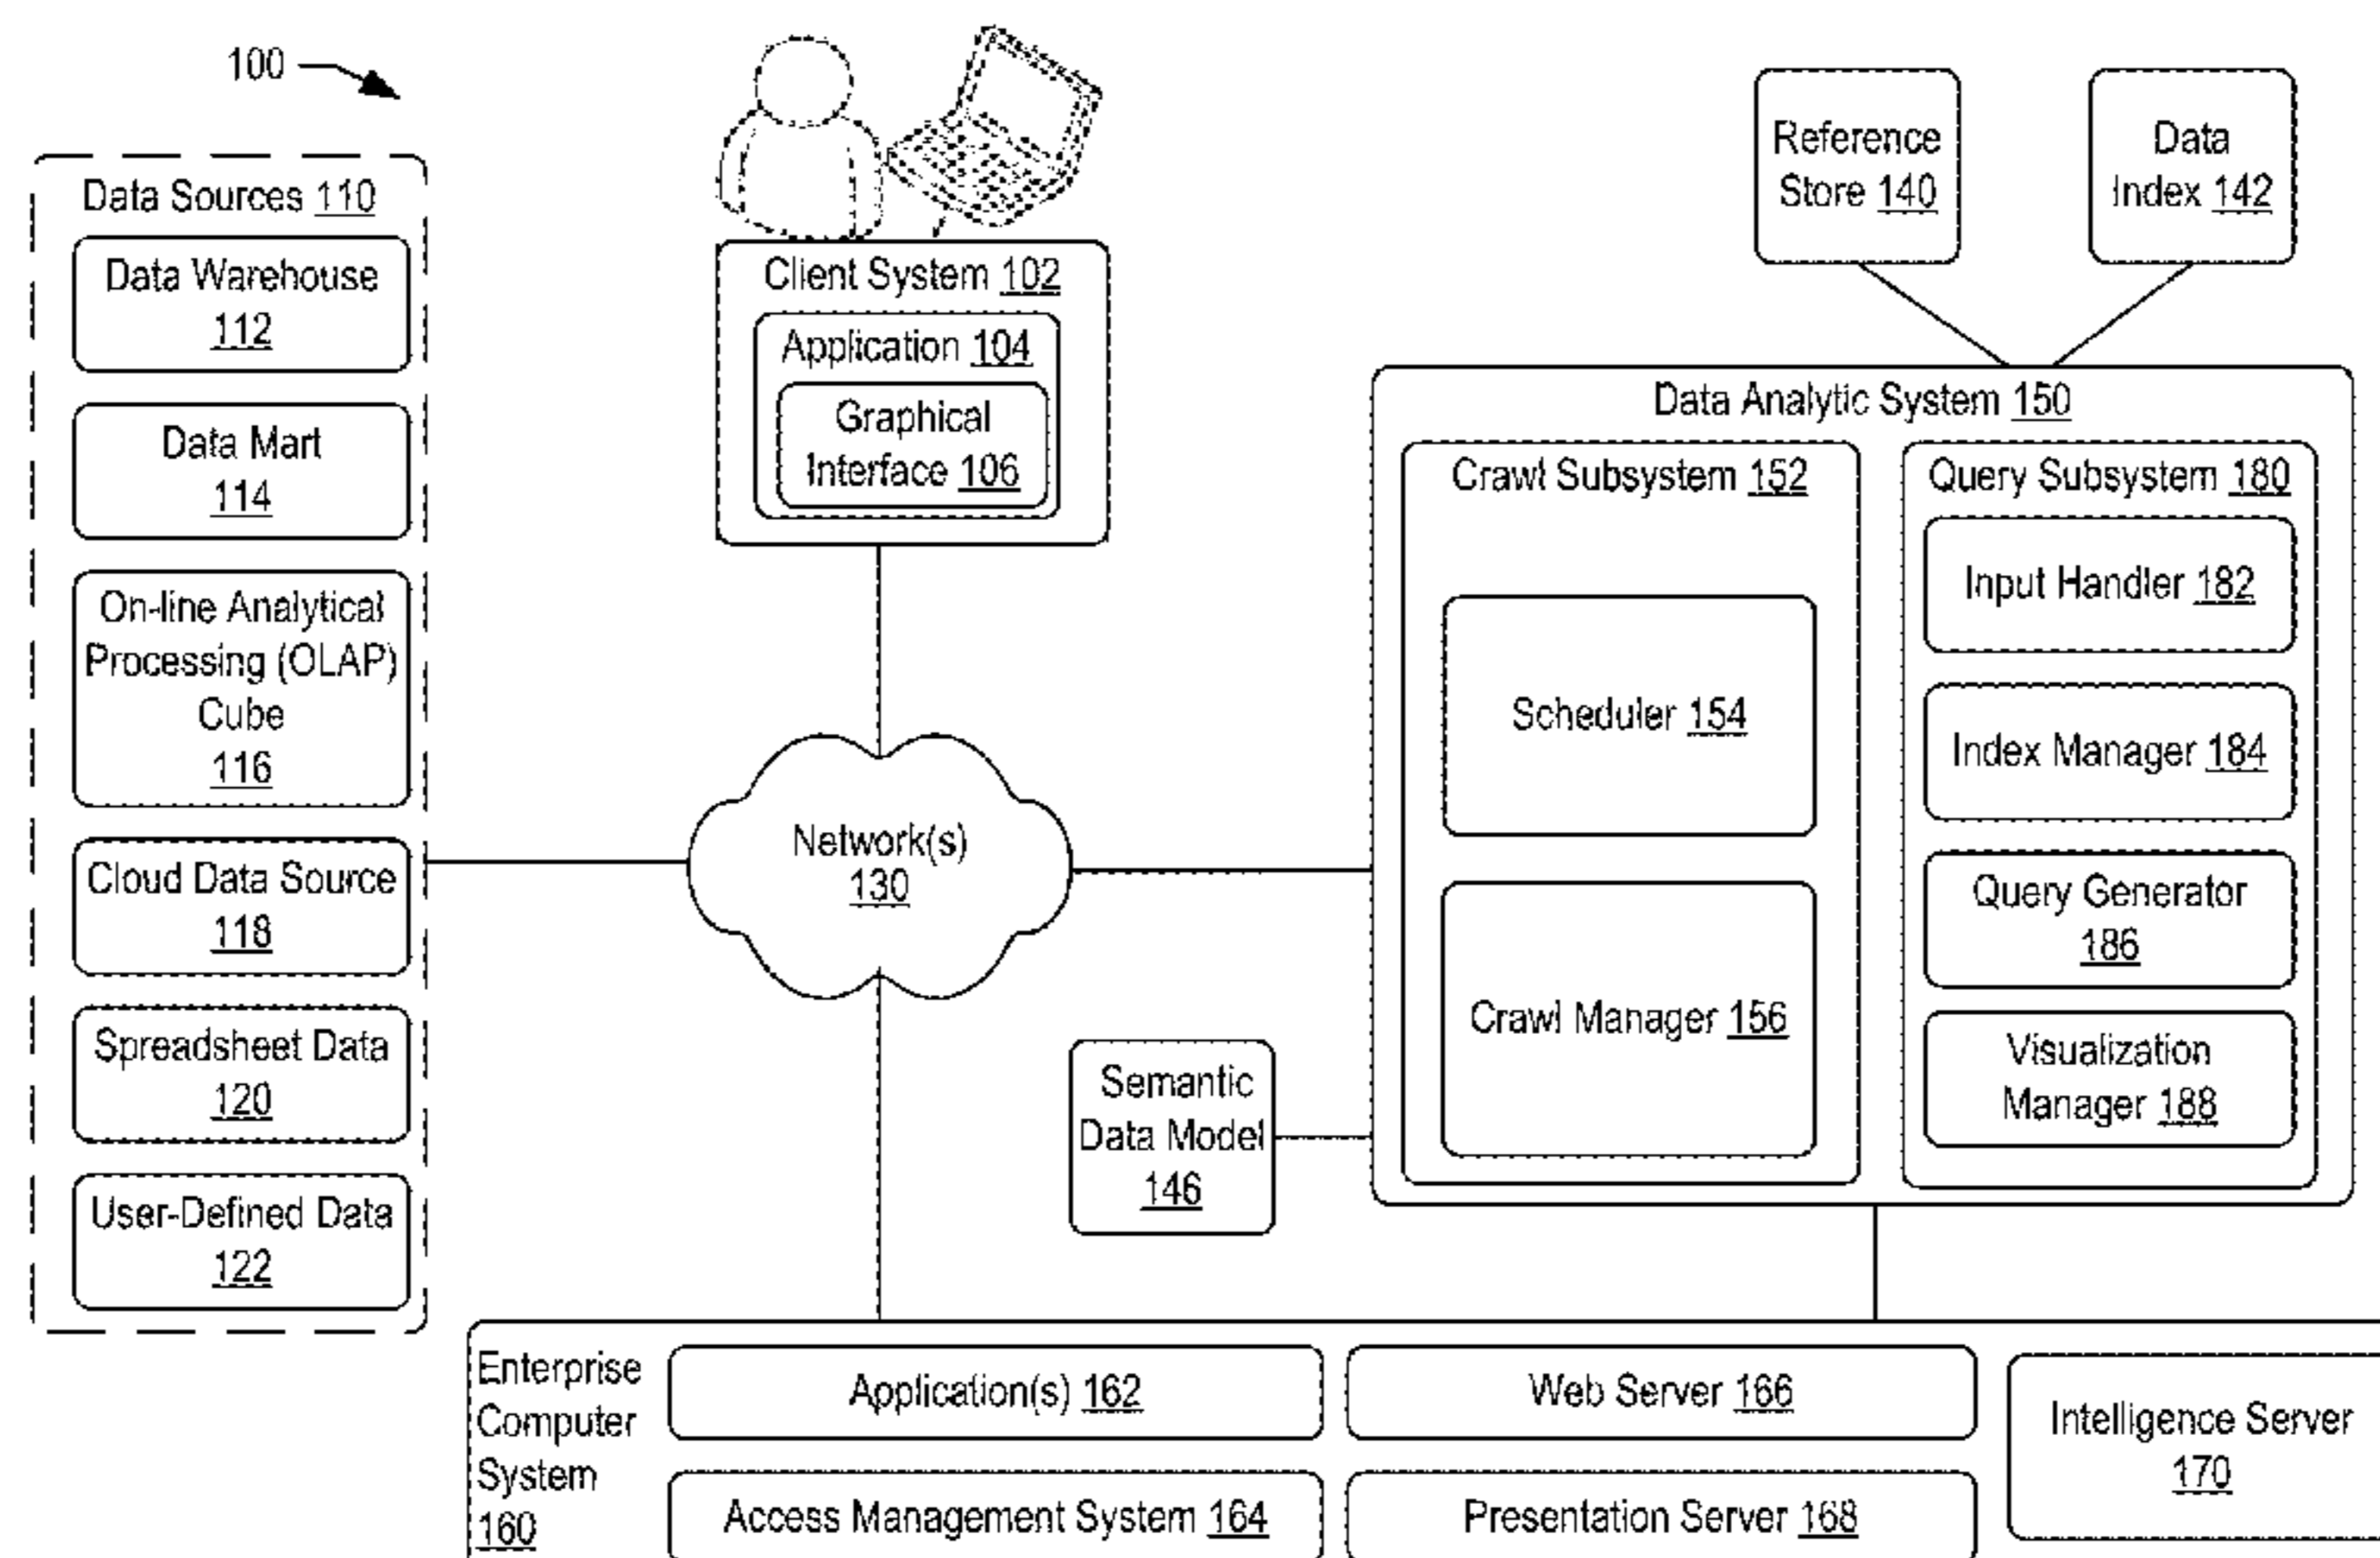 100
Data Sources 110
Data Warehouse
112
Data Mart
114
On-line Analytical
Processing (OLAP)
Cube
116
Cloud Data Source
118
Spreadsheet Data
120
User-Defined Data
122
Client System 102
Application 104
Graphical
Interface 106
Network(s)
130
Reference
Store 140
Data
Index 142
Data Analytic System 150
Crawl Subsystem 152
Scheduler 154
Crawl Manager 156
Query Subsystem 180
Input Handler 182
Index Manager 184
Query Generator
186
Visualization
Manager 188
Semantic
Data Model
146
Enterprise
Computer
System
160
Application(s) 162
Web Server 166
Access Management System 164
Presentation Server 168
Intelligence Server
170